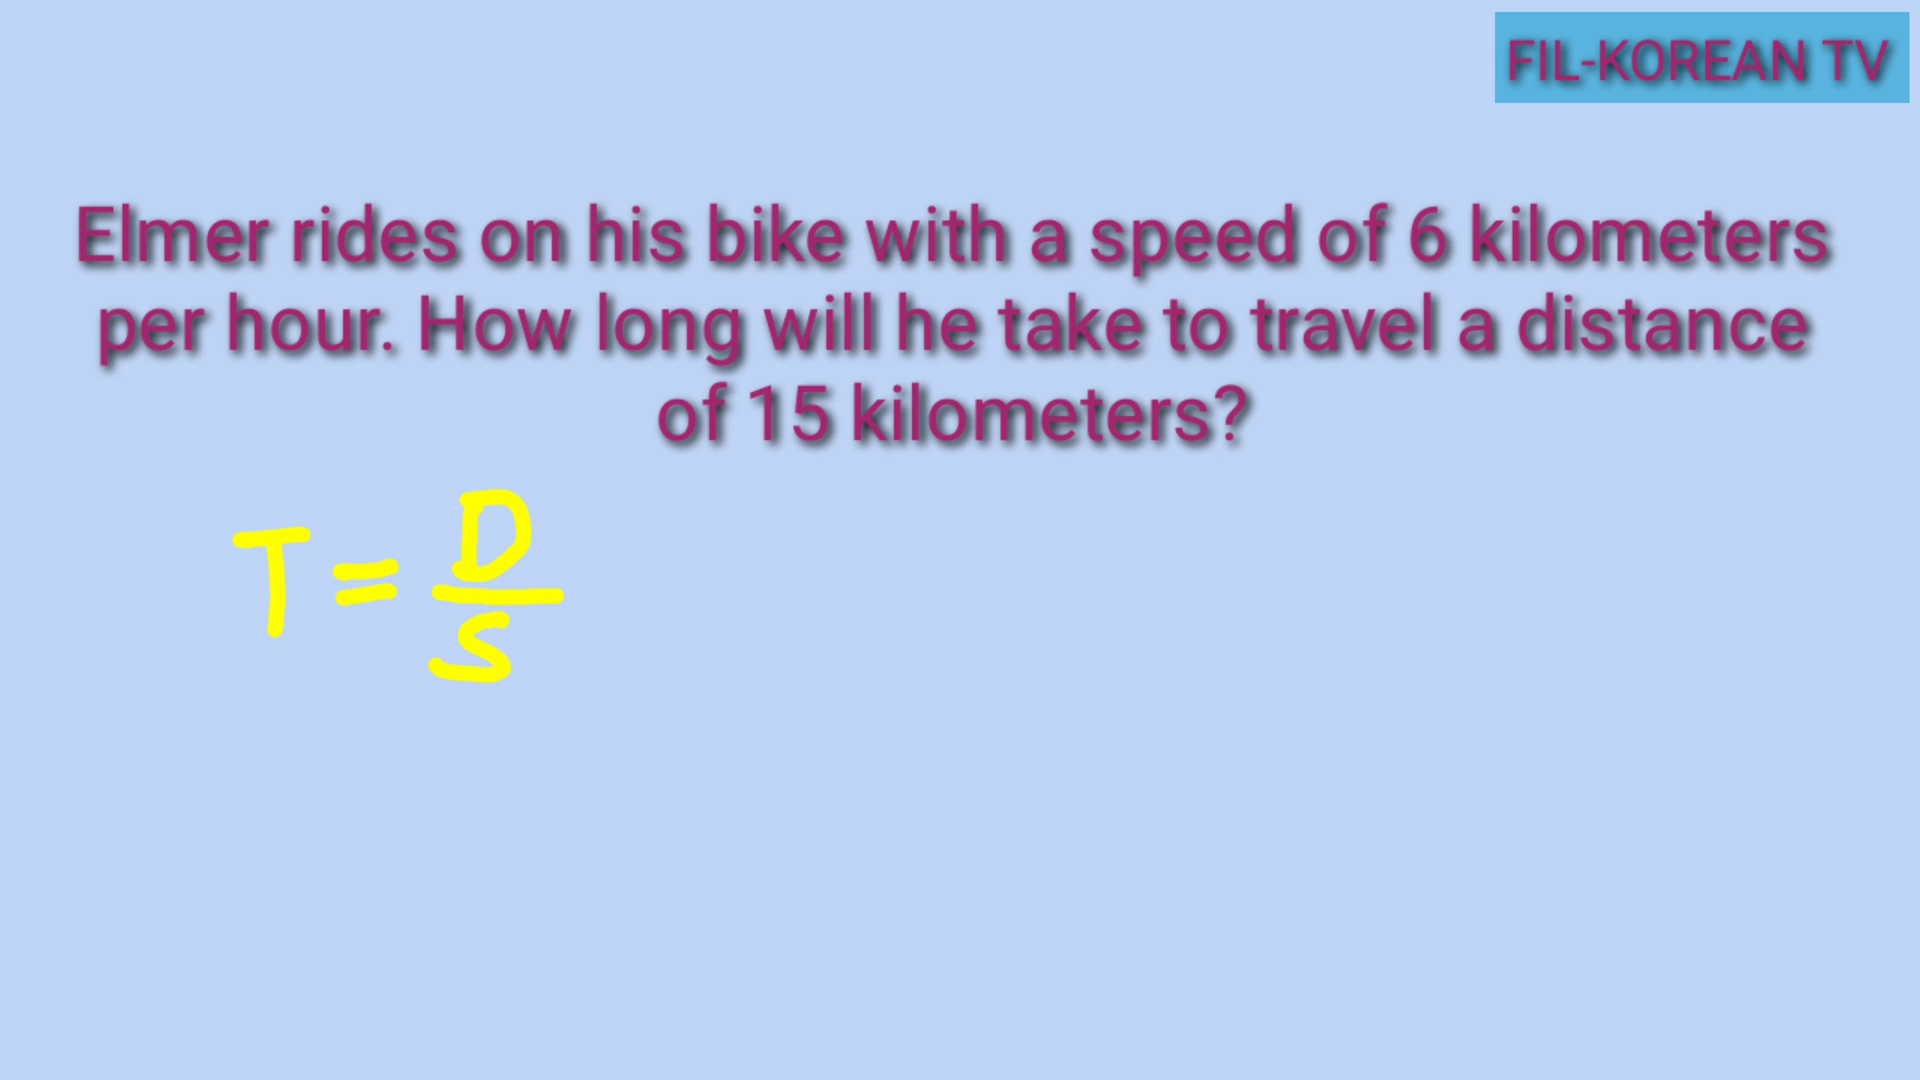 FIL-KOREAN TV
Elmer rides on his bike with a speed of 6 kilometers
per hour. How long will he take to travel a distance
of 15 kilometers?
T = D/S